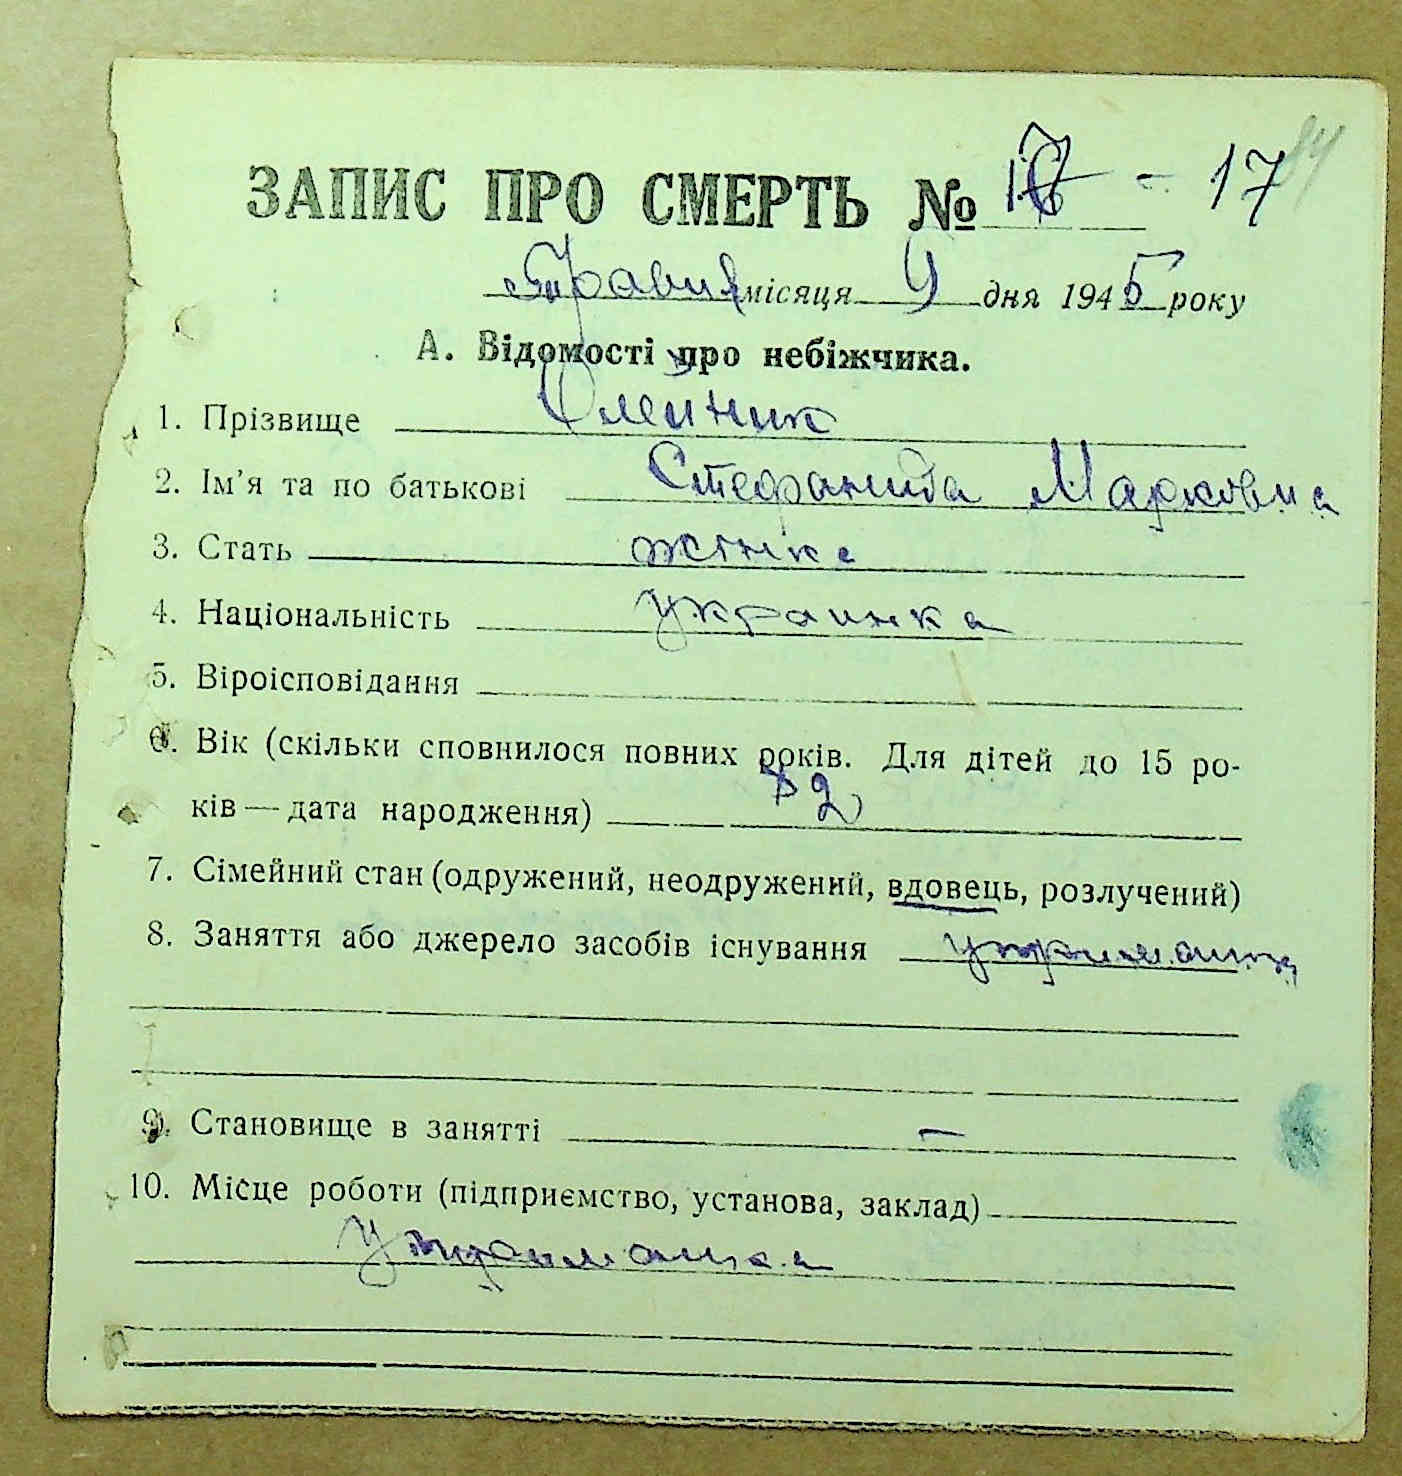 84
ЗАПИС ПРО СМЕРТЬ № - 17
Травня місяця 9 дня 1945 року
А. Відомості про небіжчика.
1. Прізвище Олейник
2. Ім'я та по батькові Стефанида Марковна
3. Стать жінка
4. Національність Украинка
5. Віроісповідання
6. Вік (скільки сповнилося повних років. Для дітей до 15 ро-
ків — дата народження) 82
7. Сімейний стан (одружений, неодружений, вдовець, розлучений)
8. Заняття або джерело засобів існування
9. Становище в занятті —
10. Місце роботи (підприємство, установа, заклад)